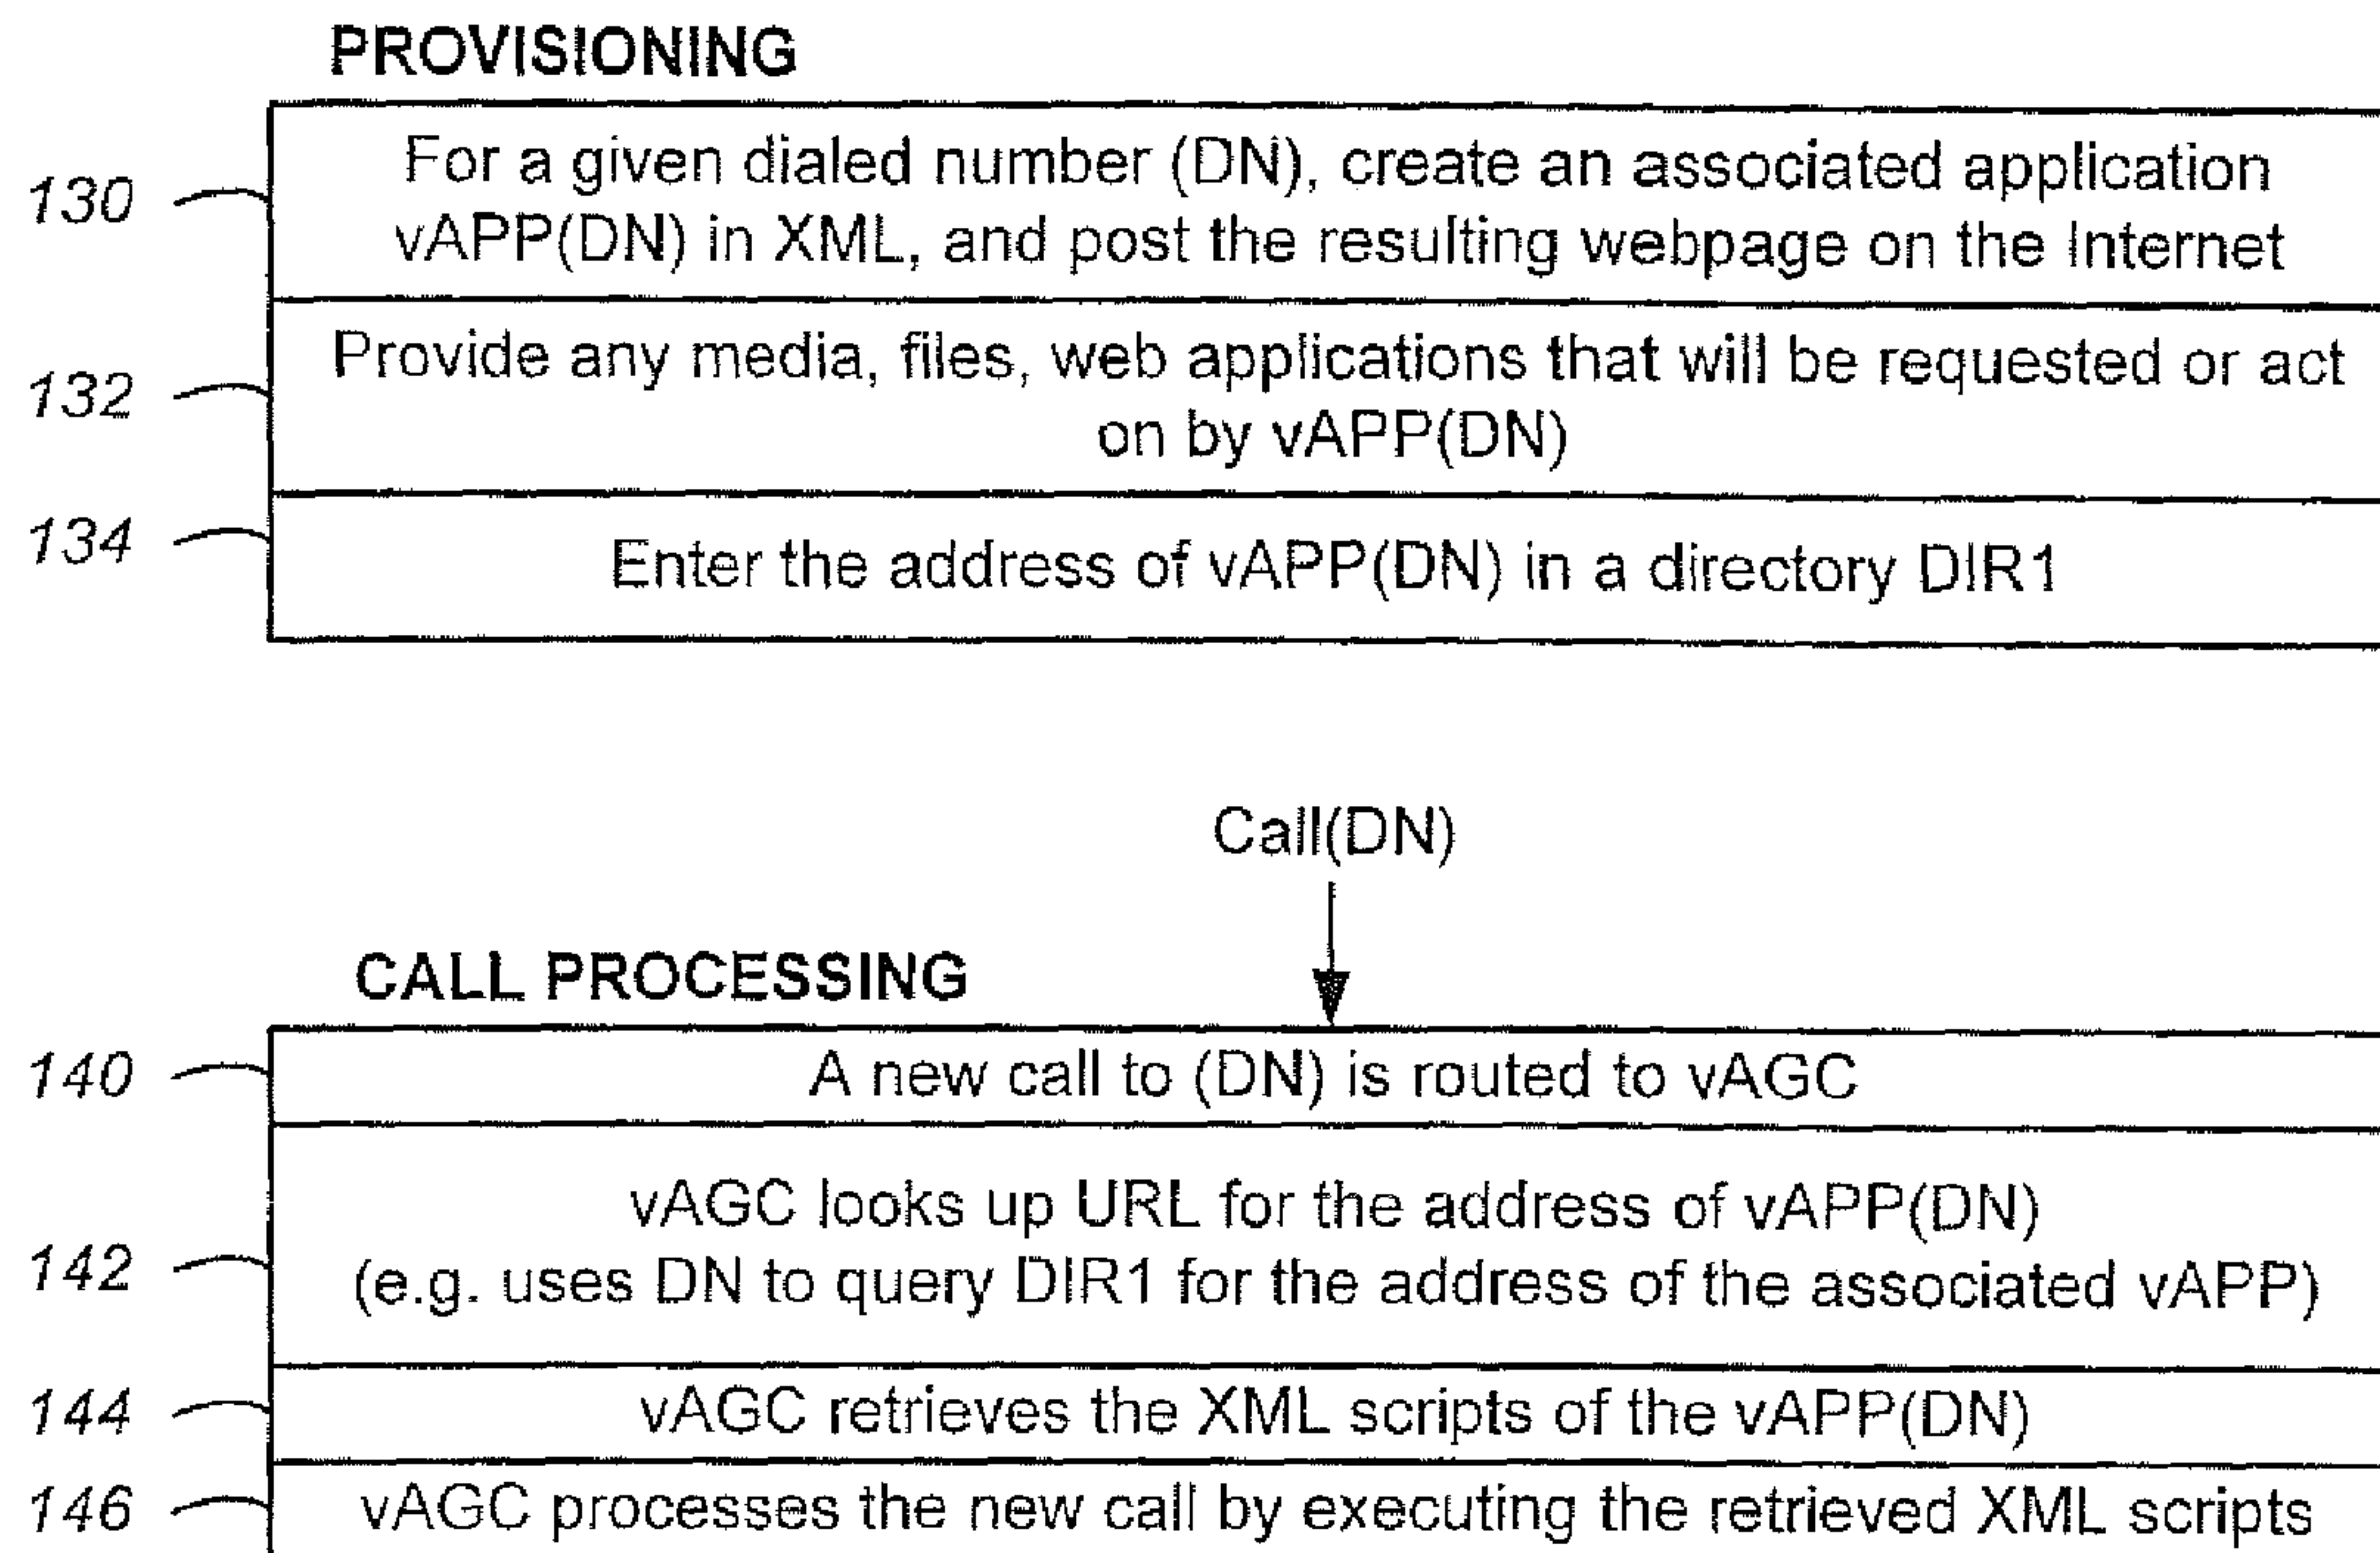 PROVISIONING
130
For a given dialed number (DN), create an associated application
vAPP(DN) in XML, and post the resulting webpage on the Internet
132
Provide any media, files, web applications that will be requested or act
on by vAPP(DN)
134
Enter the address of vAPP(DN) in a directory DIR1
Call(DN)
CALL PROCESSING
140
A new call to (DN) is routed to vAGC
142
vAGC looks up URL for the address of vAPP(DN)
(e.g. uses DN to query DIR1 for the address of the associated vAPP)
144
vAGC retrieves the XML scripts of the vAPP(DN)
146
vAGC processes the new call by executing the retrieved XML scripts